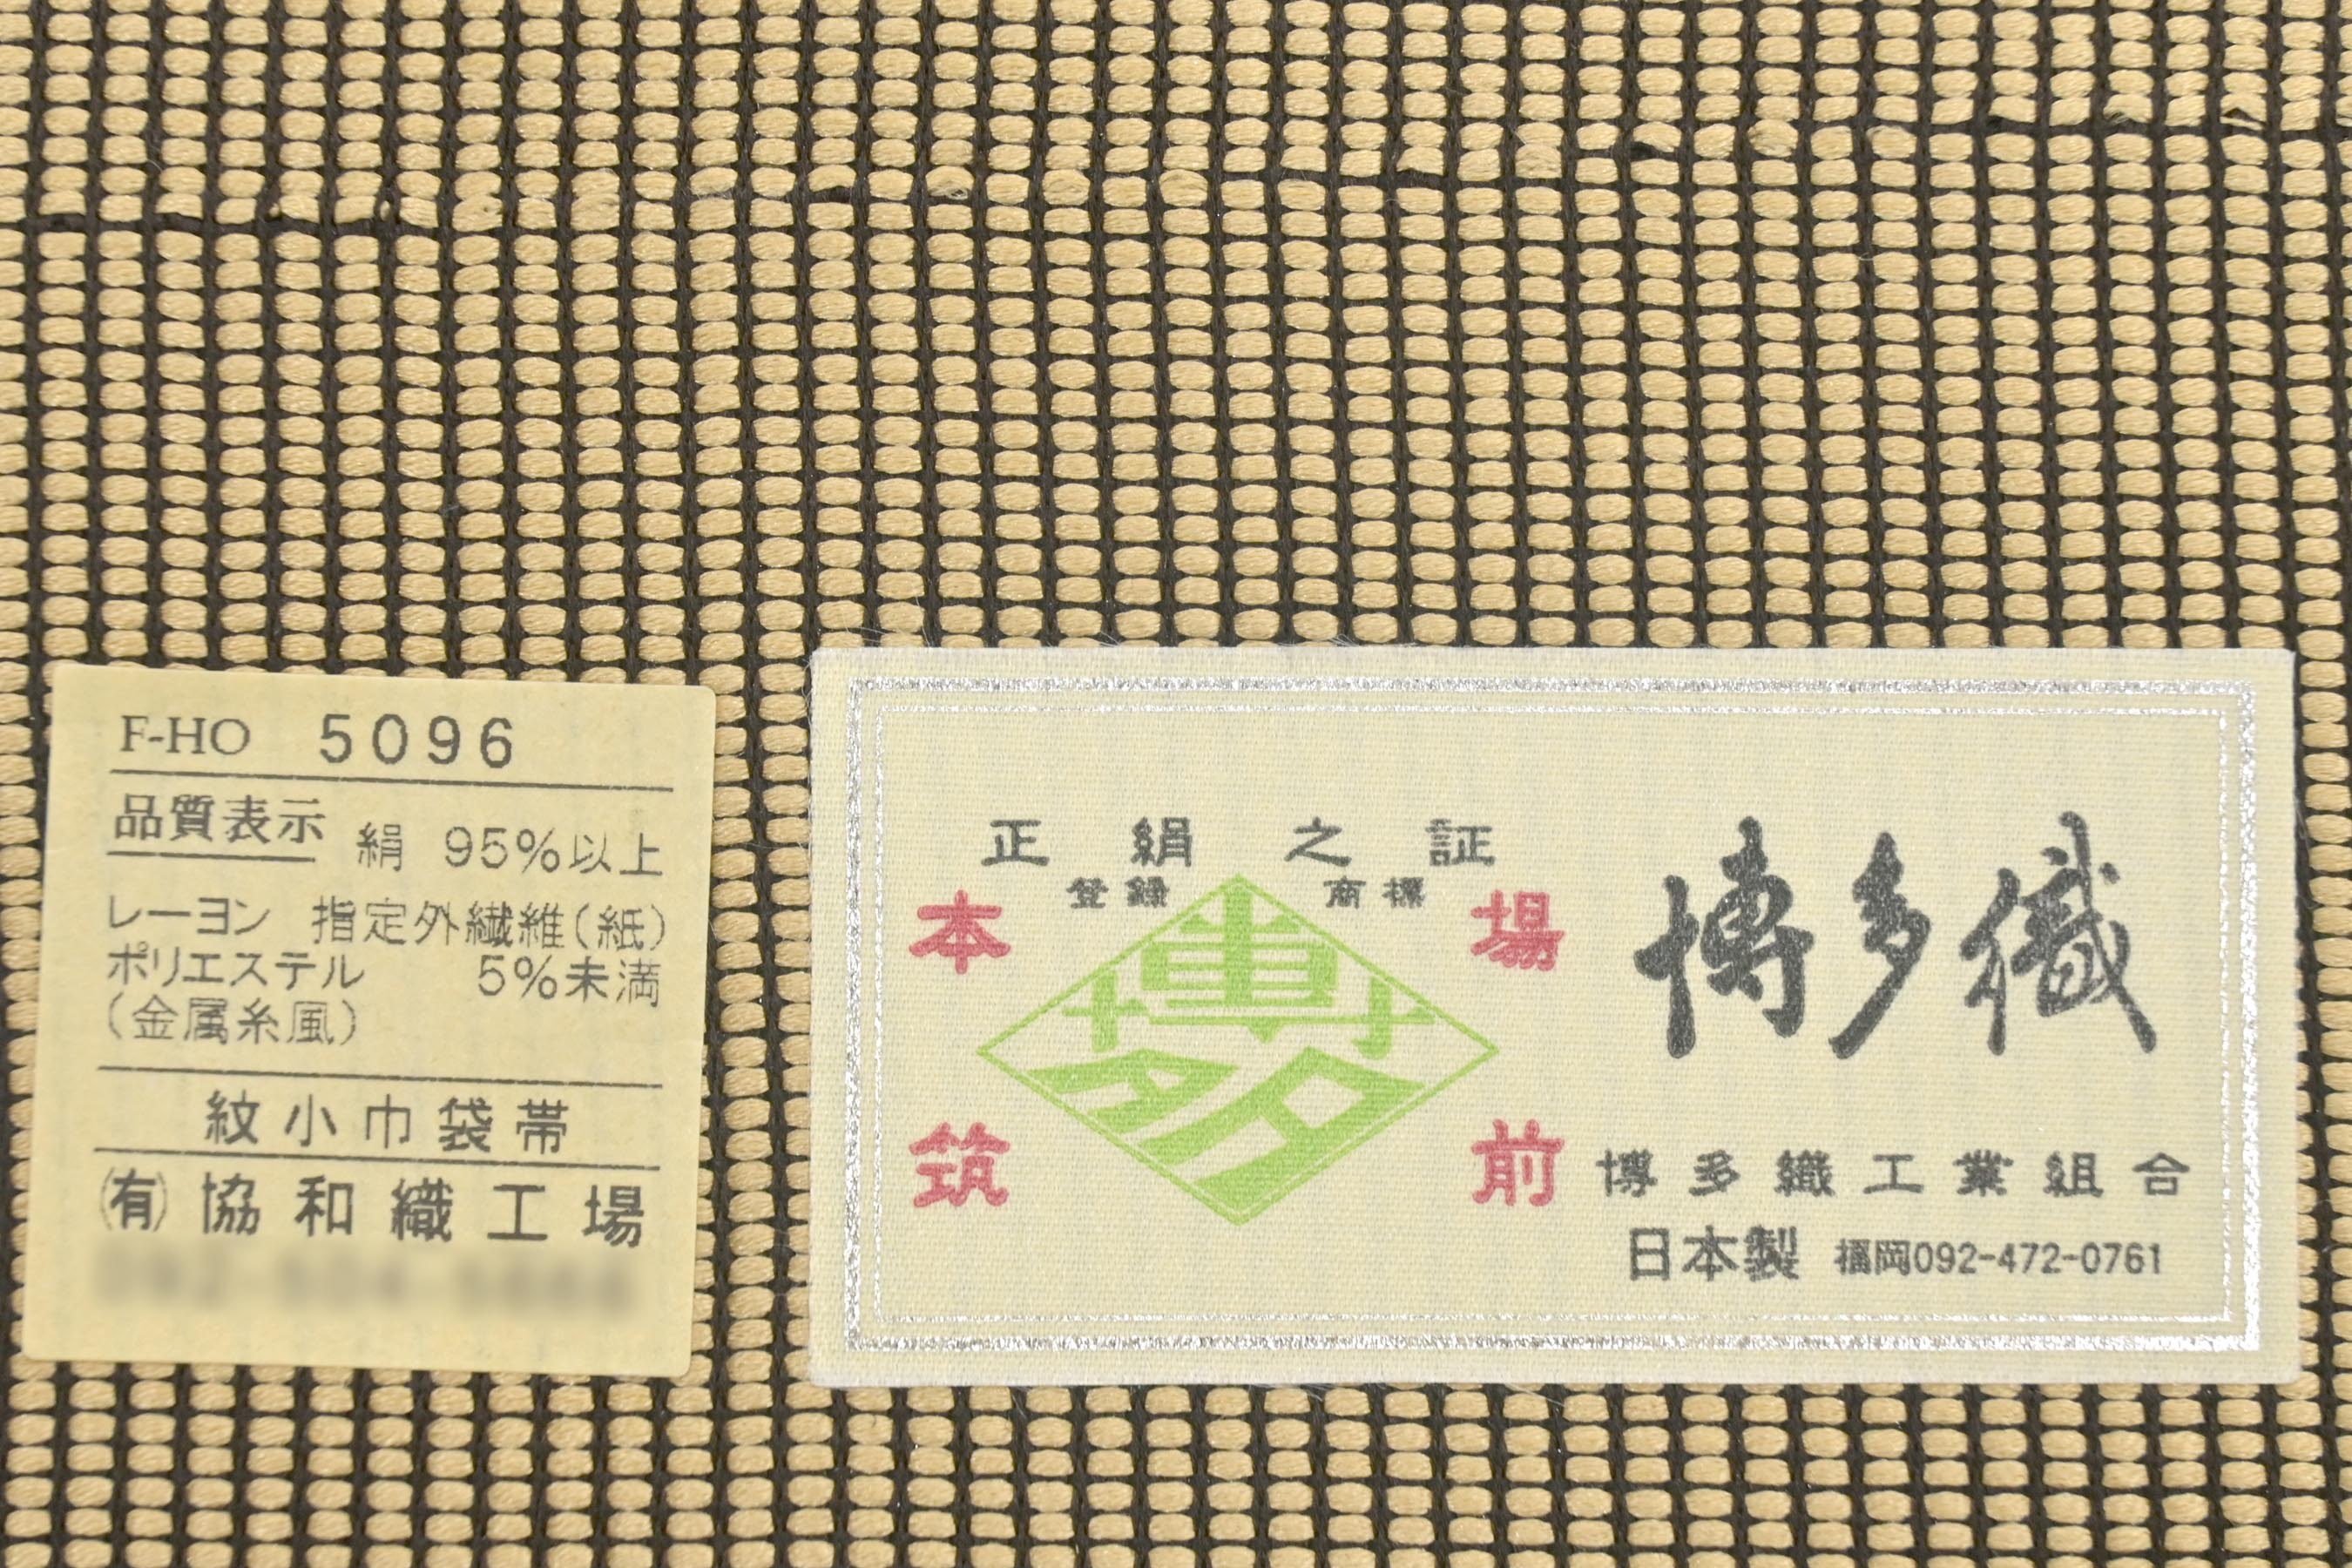 F-HO 5096
品質表示 絹 95%以上
レーヨン 指定外繊維(紙)
ポリエステル 5%未満
(金属糸風)
紋小巾袋帯
㈲協和織工場
正絹之証
登録 商標
本場
筑前
博多
博多織
博多織工業組合
日本製 福岡092-472-0761